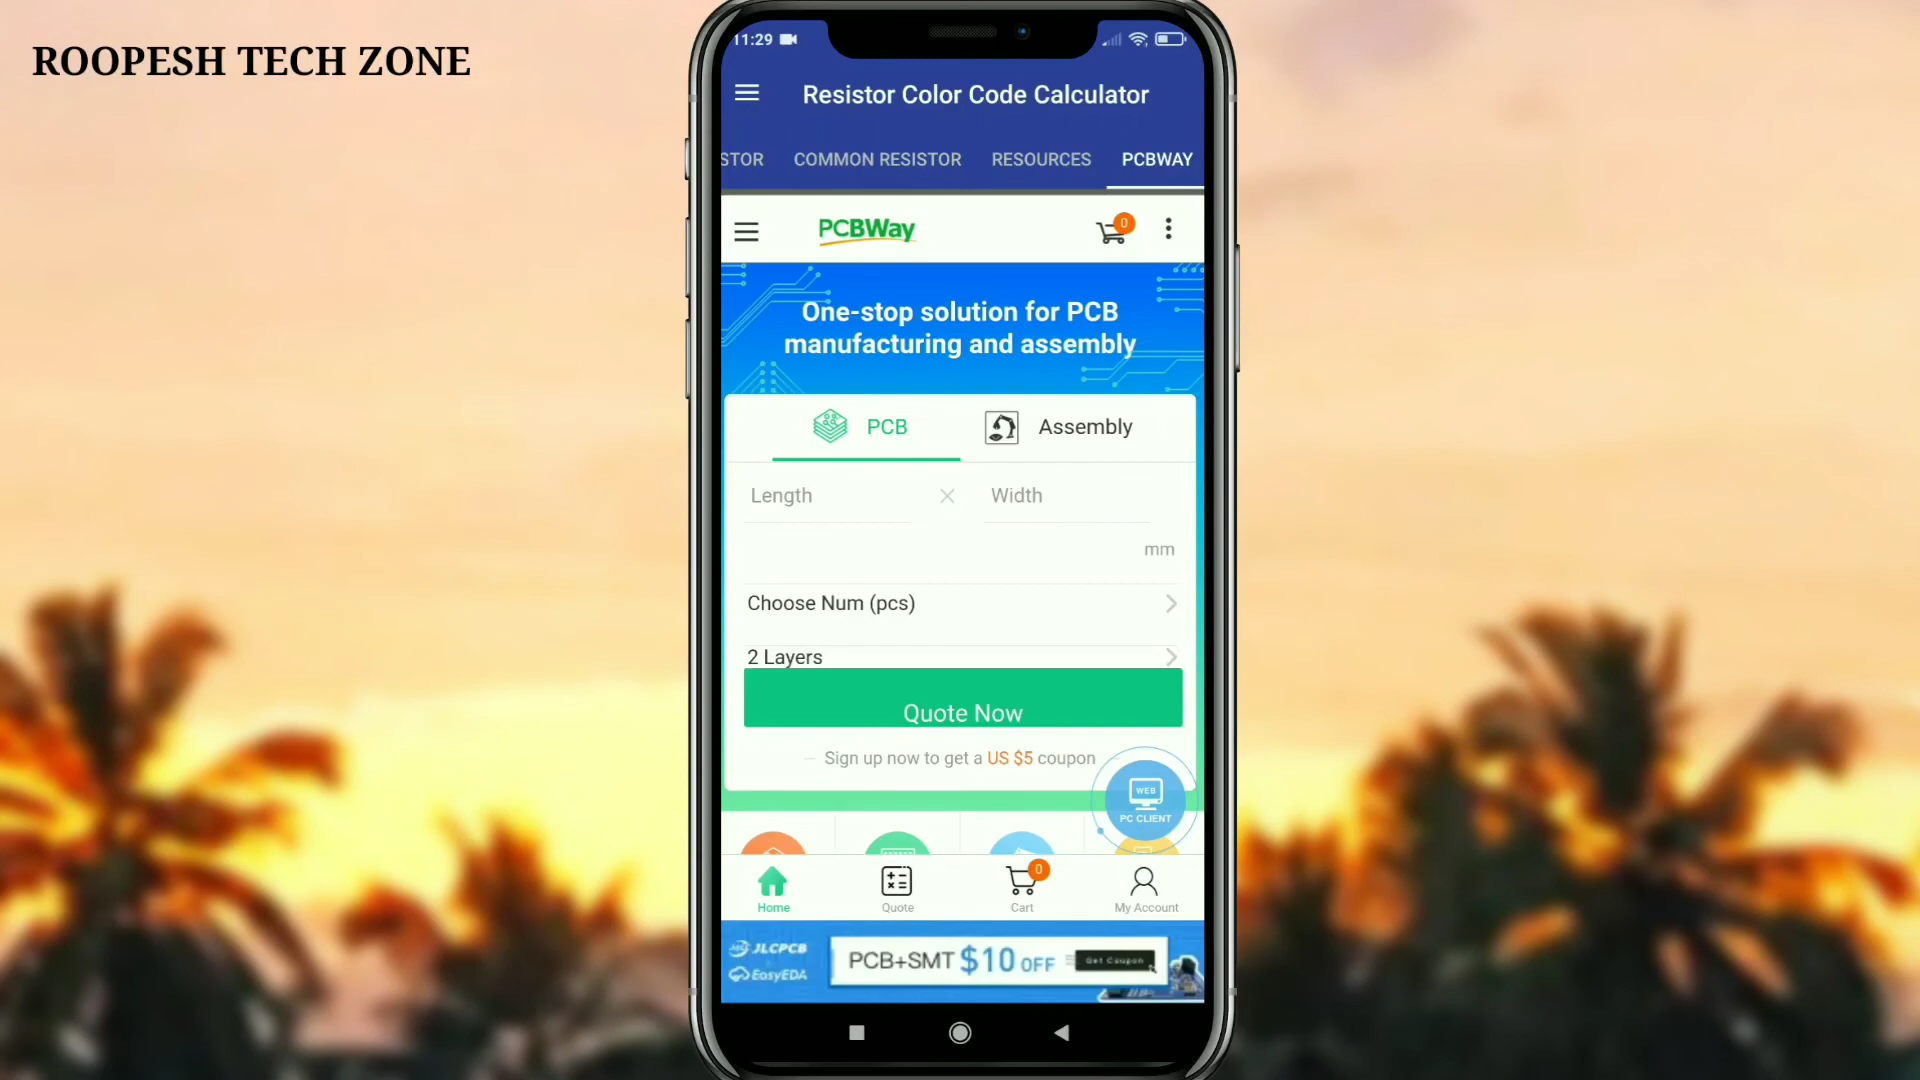 ROOPESH TECH ZONE
11:29
Resistor Color Code Calculator
STOR COMMON RESISTOR RESOURCES PCBWAY
PCBWay
0
One-stop solution for PCB
manufacturing and assembly
PCB Assembly
Length × Width
mm
Choose Num (pcs)
2 Layers
Quote Now
Sign up now to get a US $5 coupon
WEB
PC CLIENT
0
Home Quote Cart My Account
JLCPCB
EasyEDA
PCB+SMT $10 OFF
Get Coupon